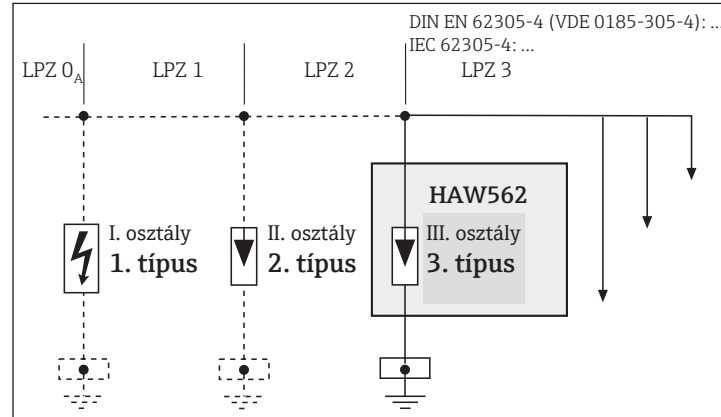 DIN EN 62305-4 (VDE 0185-305-4): ...
IEC 62305-4: ...
LPZ 0A
LPZ 1
LPZ 2
LPZ 3
HAW562
I. osztály
1. típus
II. osztály
2. típus
III. osztály
3. típus